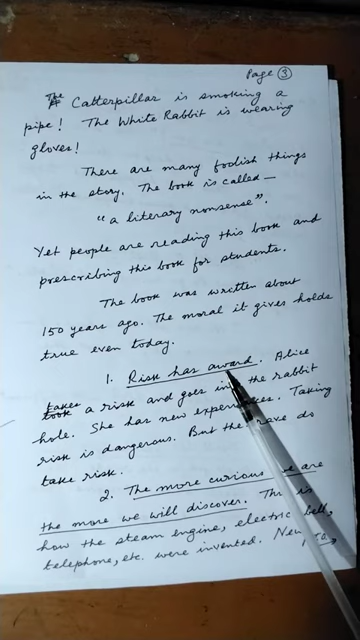 Page 3
The Catterpillar is smoking a
pipe! The White Rabbit is wearing
gloves!
There are many foolish things
in the story. The book is called —
"a literary nonsense".
Yet people are reading this book and
prescribing this book for students.
The book was written about
150 years ago. The moral it gives holds
true even today.
1. Risk has award. Alice
takes a risk and goes the rabbit
hole. She has new experiences. Taking
risk is dangerous. But the brave do
take risk.
2. The more curious we are
the more we will discover. This is
how the steam engine, electric bell,
telephone, etc. were invented.